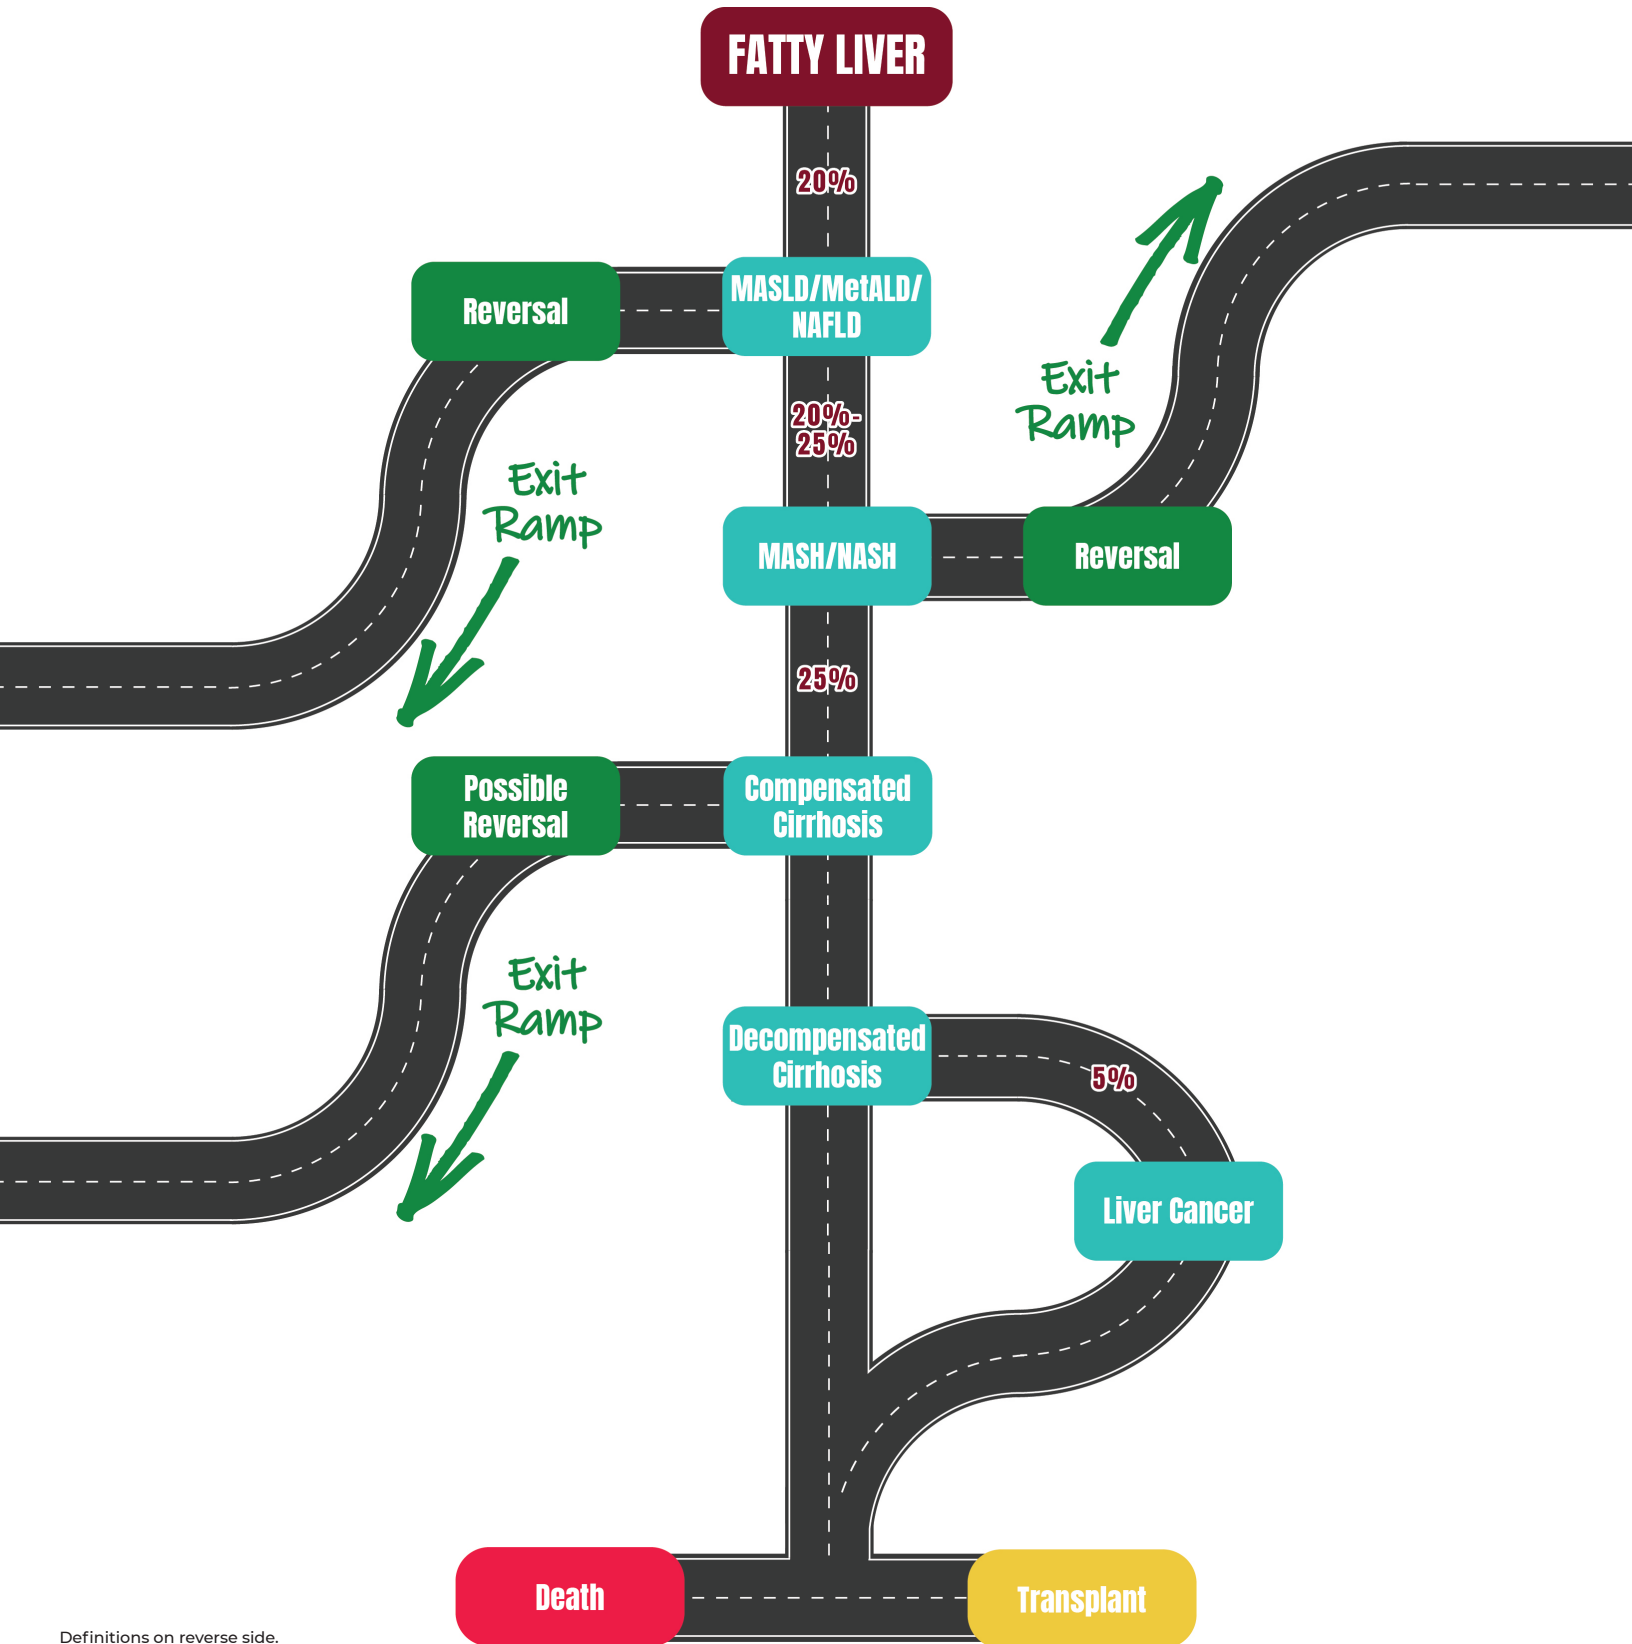 FATTY LIVER
20%
Reversal
MASLD/MetALD/
NAFLD
Exit
Ramp
20%-
25%
Exit
Ramp
MASH/NASH
Reversal
25%
Possible
Reversal
Compensated
Cirrhosis
Exit
Ramp
Decompensated
Cirrhosis
5%
Liver Cancer
Death
Transplant
Definitions on reverse side.